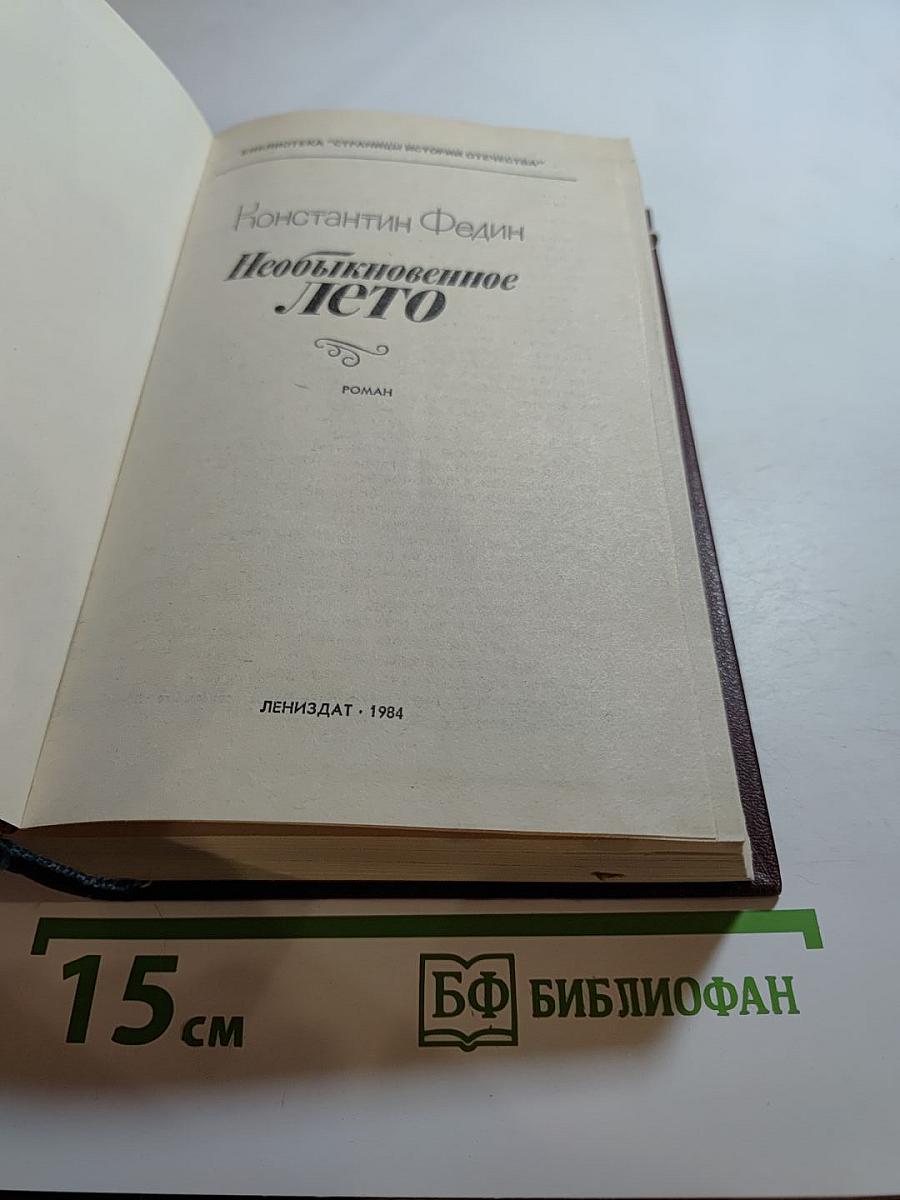 БИБЛИОТЕКА "СТРАНИЦЫ ИСТОРИИ ОТЕЧЕСТВА"
Константин Федин
Необыкновенное
лето
РОМАН
ЛЕНИЗДАТ · 1984
15 см
БФ БИБЛИОФАН